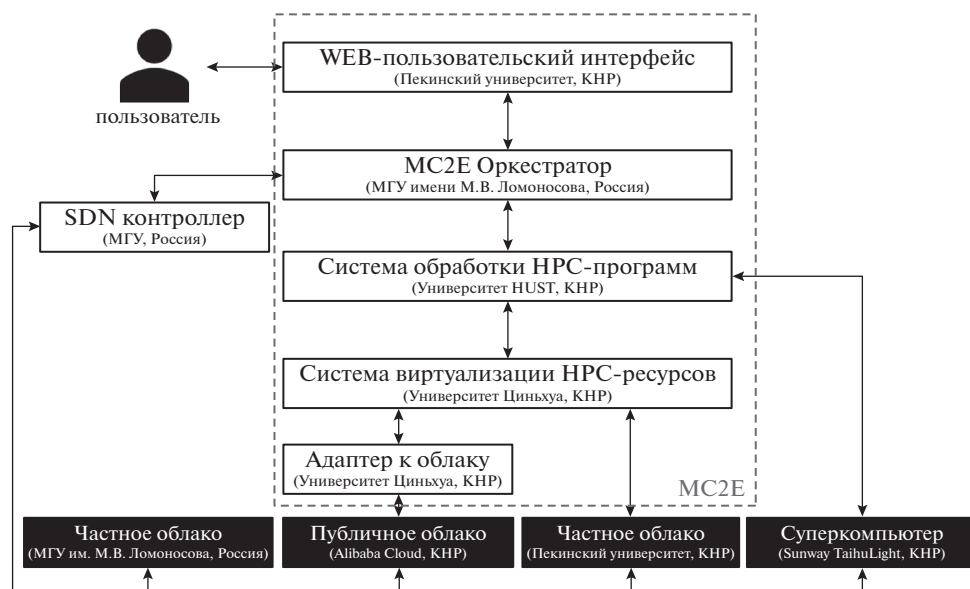 WEB-пользовательский интерфейс
(Пекинский университет, КНР)
пользователь
MC2E Оркестратор
(МГУ имени М.В. Ломоносова, Россия)
SDN контроллер
(МГУ, Россия)
Система обработки HPC-программ
(Университет HUST, КНР)
Система виртуализации HPC-ресурсов
(Университет Циньхуа, КНР)
Адаптер к облаку
(Университет Циньхуа, КНР)
MC2E
Частное облако
(МГУ им. М.В. Ломоносова, Россия)
Публичное облако
(Alibaba Cloud, КНР)
Частное облако
(Пекинский университет, КНР)
Суперкомпьютер
(Sunway TaihuLight, КНР)